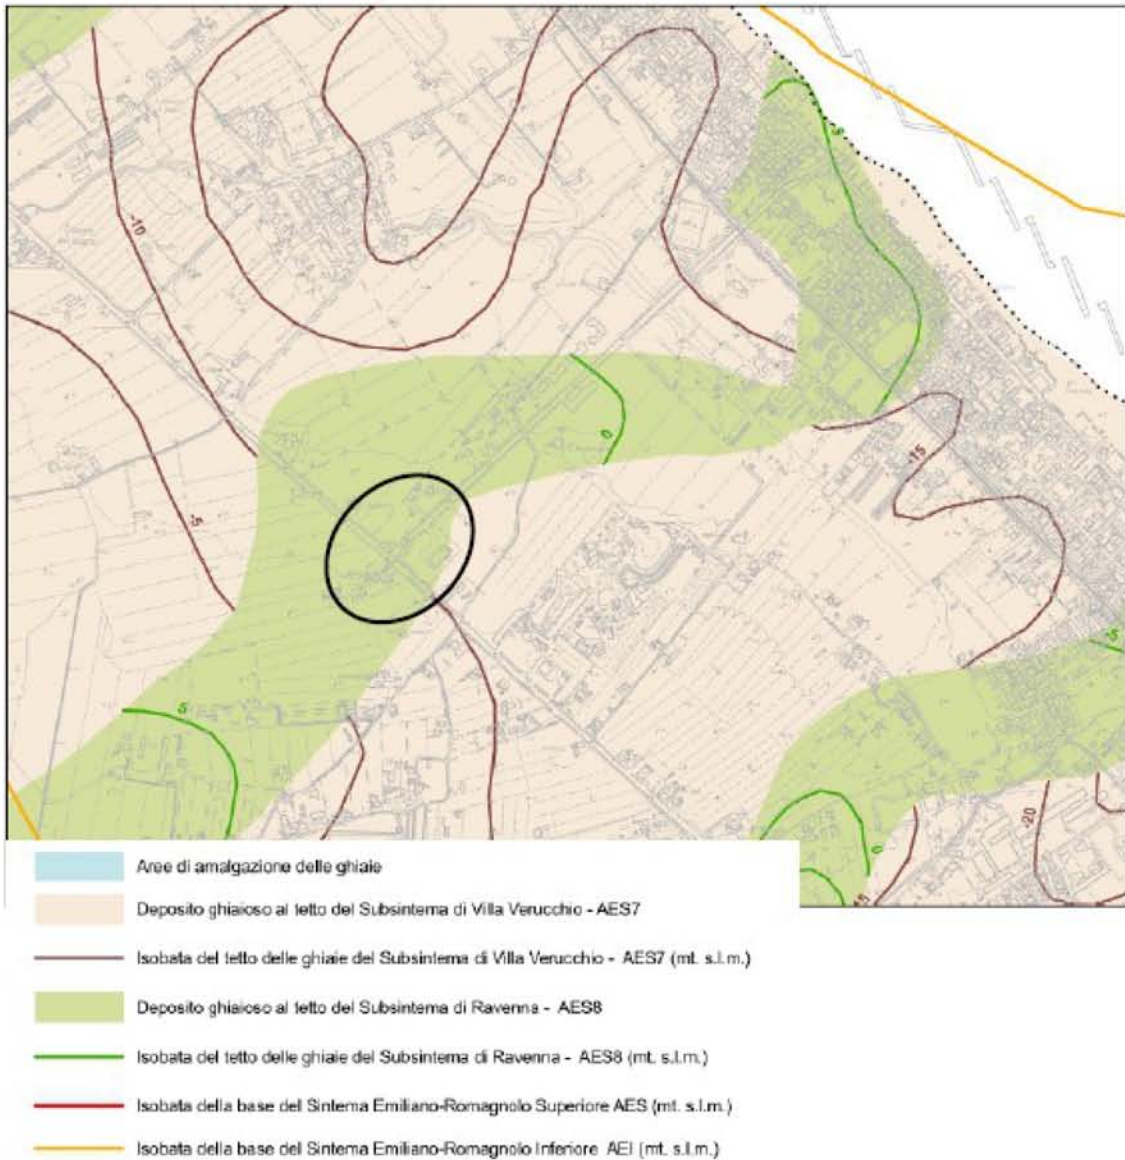 -10
-5
5
0
-15
-5
-20
0
Aree di amalgazione delle ghiaie
Deposito ghiaioso al tetto del Subsintema di Villa Verucchio - AES7
Isobata del tetto delle ghiaie del Subsintema di Villa Verucchio - AES7 (mt. s.l.m.)
Deposito ghiaioso al tetto del Subsintema di Ravenna - AES8
Isobata del tetto delle ghiaie del Subsintema di Ravenna - AES8 (mt. s.l.m.)
Isobata della base del Sintema Emiliano-Romagnolo Superiore AES (mt. s.l.m.)
Isobata della base del Sintema Emiliano-Romagnolo Inferiore AEI (mt. s.l.m.)